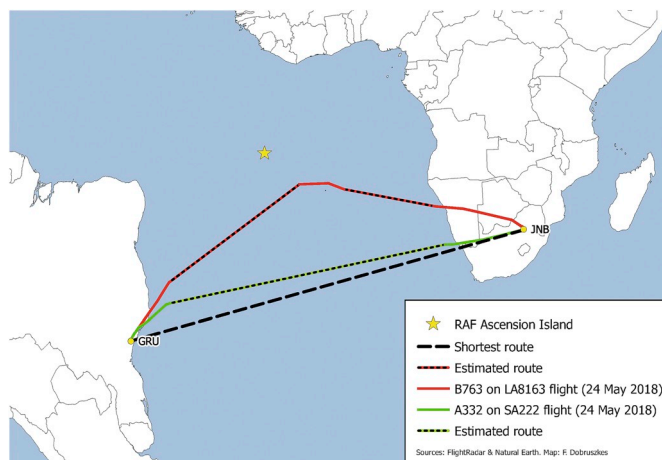 JNB
GRU
RAF Ascension Island
Shortest route
Estimated route
B763 on LA8163 flight (24 May 2018)
A332 on SA222 flight (24 May 2018)
Estimated route
Sources: FlightRadar & Natural Earth. Map: F. Dobruszkes